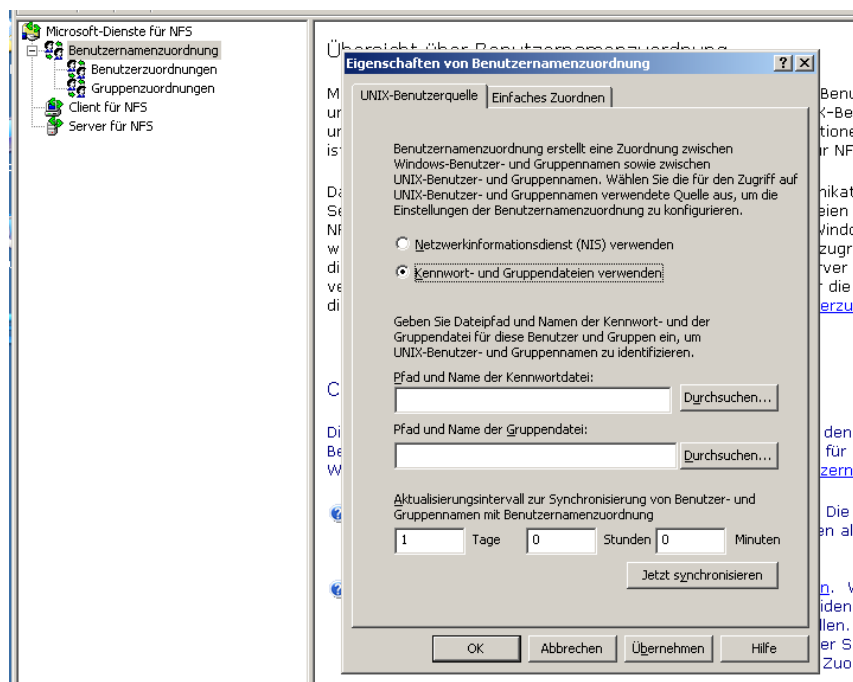 Microsoft-Dienste für NFS
Benutzernamenzuordnung
Benutzerzuordnungen
Gruppenzuordnungen
Client für NFS
Server für NFS
Eigenschaften von Benutzernamenzuordnung
UNIX-Benutzerquelle
Einfaches Zuordnen
Benutzernamenzuordnung erstellt eine Zuordnung zwischen
Windows-Benutzer- und Gruppennamen sowie zwischen
UNIX-Benutzer- und Gruppennamen. Wählen Sie die für den Zugriff auf
UNIX-Benutzer- und Gruppennamen verwendete Quelle aus, um die
Einstellungen der Benutzernamenzuordnung zu konfigurieren.
Netzwerkinformationsdienst (NIS) verwenden
Kennwort- und Gruppendateien verwenden
Geben Sie Dateipfad und Namen der Kennwort- und der
Gruppendatei für diese Benutzer und Gruppen ein, um
UNIX-Benutzer- und Gruppennamen zu identifizieren.
Pfad und Name der Kennwortdatei:
Durchsuchen...
Pfad und Name der Gruppendatei:
Durchsuchen...
Aktualisierungsintervall zur Synchronisierung von Benutzer- und
Gruppennamen mit Benutzernamenzuordnung
1 Tage 0 Stunden 0 Minuten
Jetzt synchronisieren
OK Abbrechen Übernehmen Hilfe